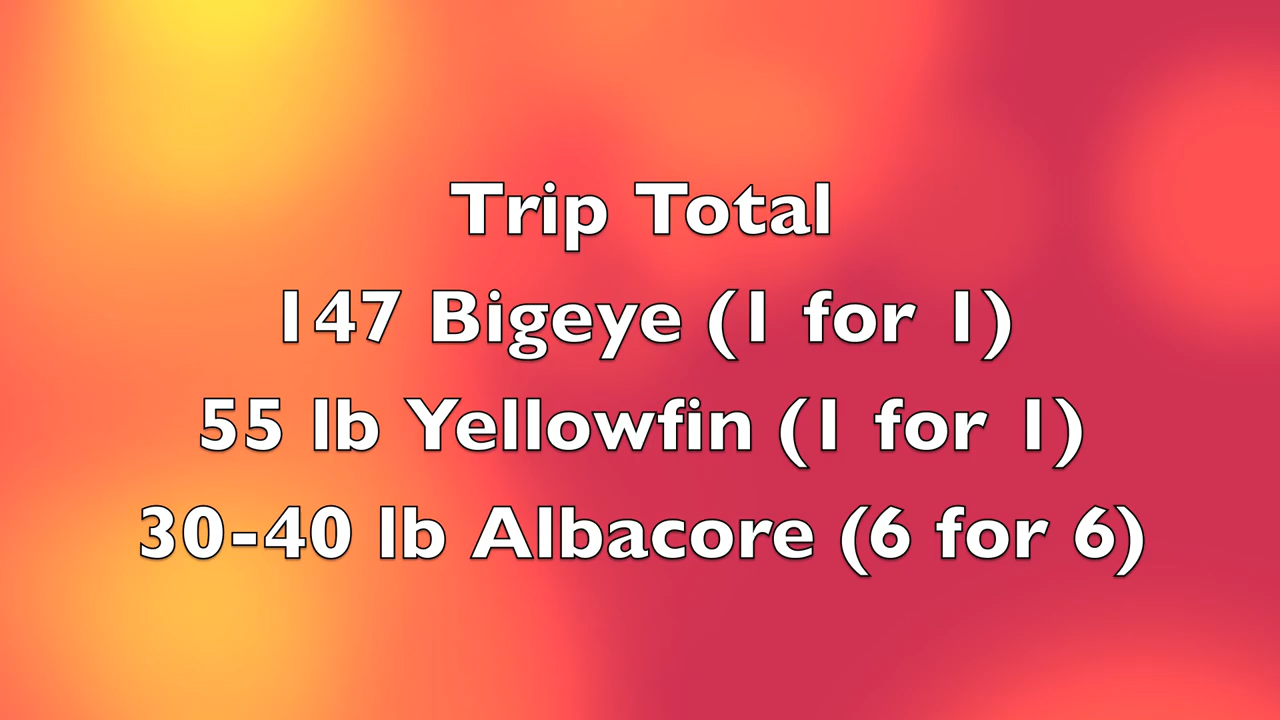 Trip Total
147 Bigeye (1 for 1)
55 lb Yellowfin (1 for 1)
30-40 lb Albacore (6 for 6)